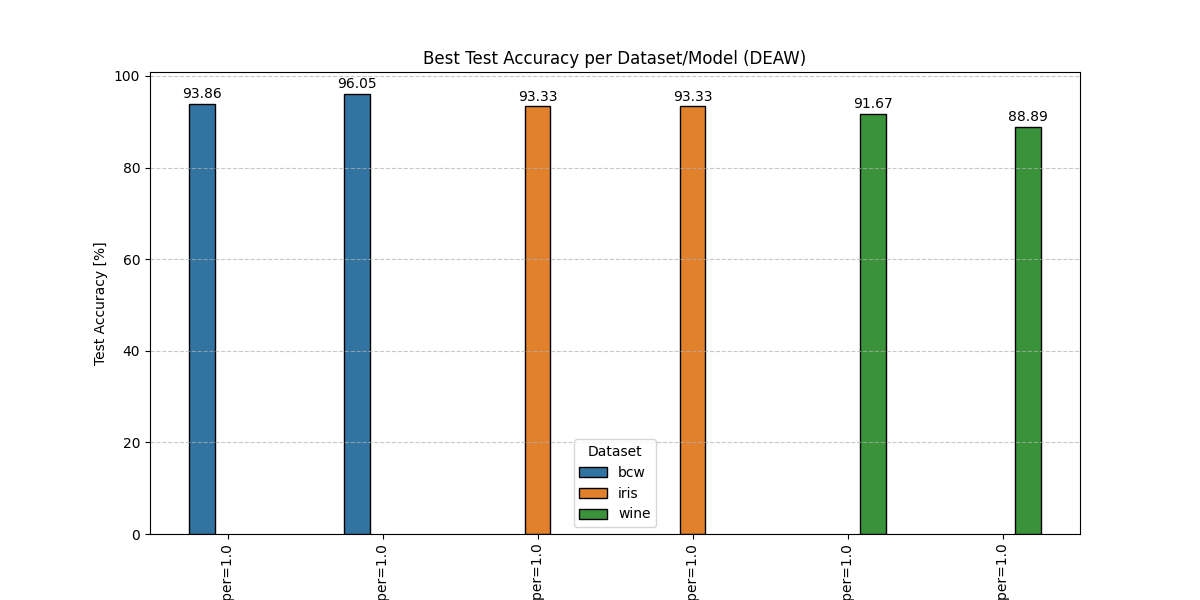 Best Test Accuracy per Dataset/Model (DEAW)
Test Accuracy [%]
100
80
60
40
20
0
93.86
96.05
93.33
93.33
91.67
88.89
Dataset
bcw
iris
wine
per=1.0
per=1.0
per=1.0
per=1.0
per=1.0
per=1.0